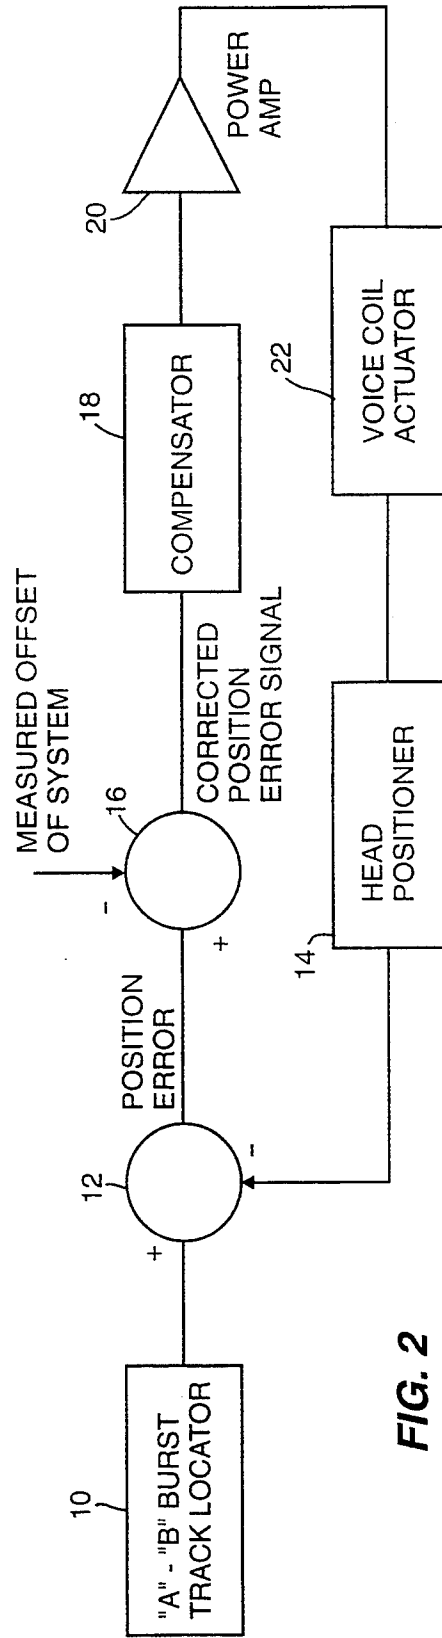 10
"A" - "B" BURST
TRACK LOCATOR
12
+
-
POSITION
ERROR
MEASURED OFFSET
OF SYSTEM
16
-
+
CORRECTED
POSITION
ERROR SIGNAL
18
COMPENSATOR
20
POWER
AMP
22
VOICE COIL
ACTUATOR
14
HEAD
POSITIONER
FIG. 2